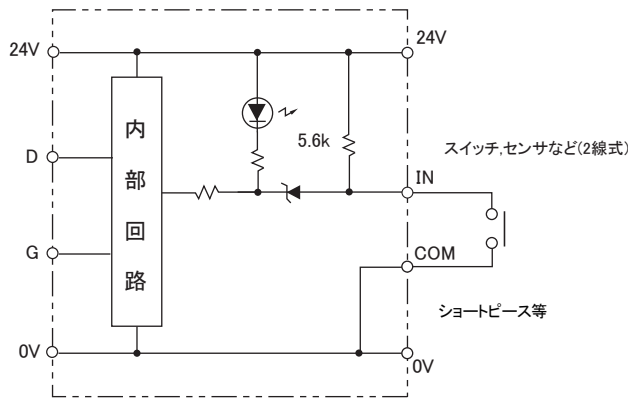 24V
24V
D
G
0V
内部回路
5.6k
スイッチ,センサなど(2線式)
IN
COM
ショートピース等
0V